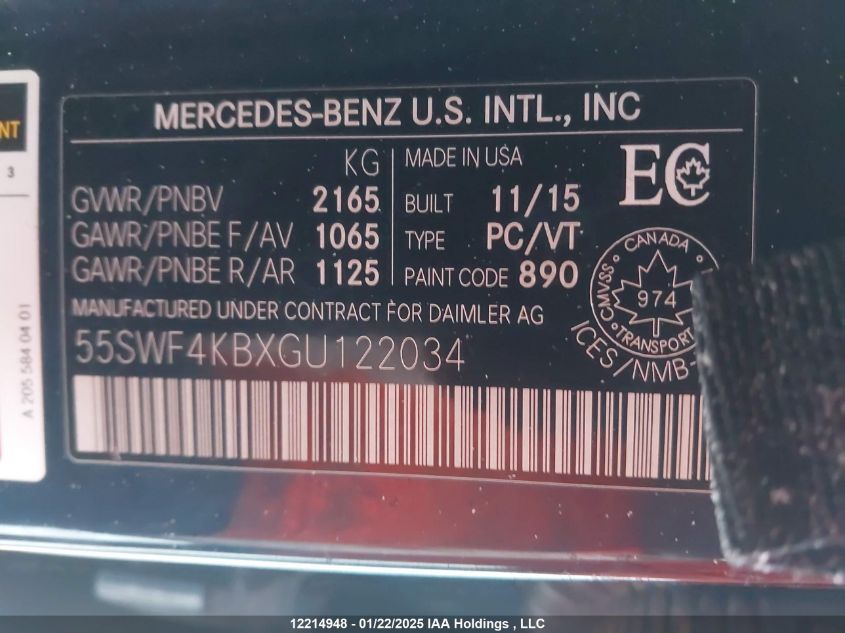 MERCEDES-BENZ U.S. INTL., INC
KG
GVWR/PNBV 2165
GAWR/PNBE F/AV 1065
GAWR/PNBE R/AR 1125
MADE IN USA
BUILT 11/15
TYPE PC/VT
PAINT CODE 890
EC
CANADA
CMVSS
974
TRANSPORT
ICES/NMB-
MANUFACTURED UNDER CONTRACT FOR DAIMLER AG
55SWF4KBXGU122034
NT
3
A 205 584 04 01
12214948 - 01/22/2025 IAA Holdings , LLC